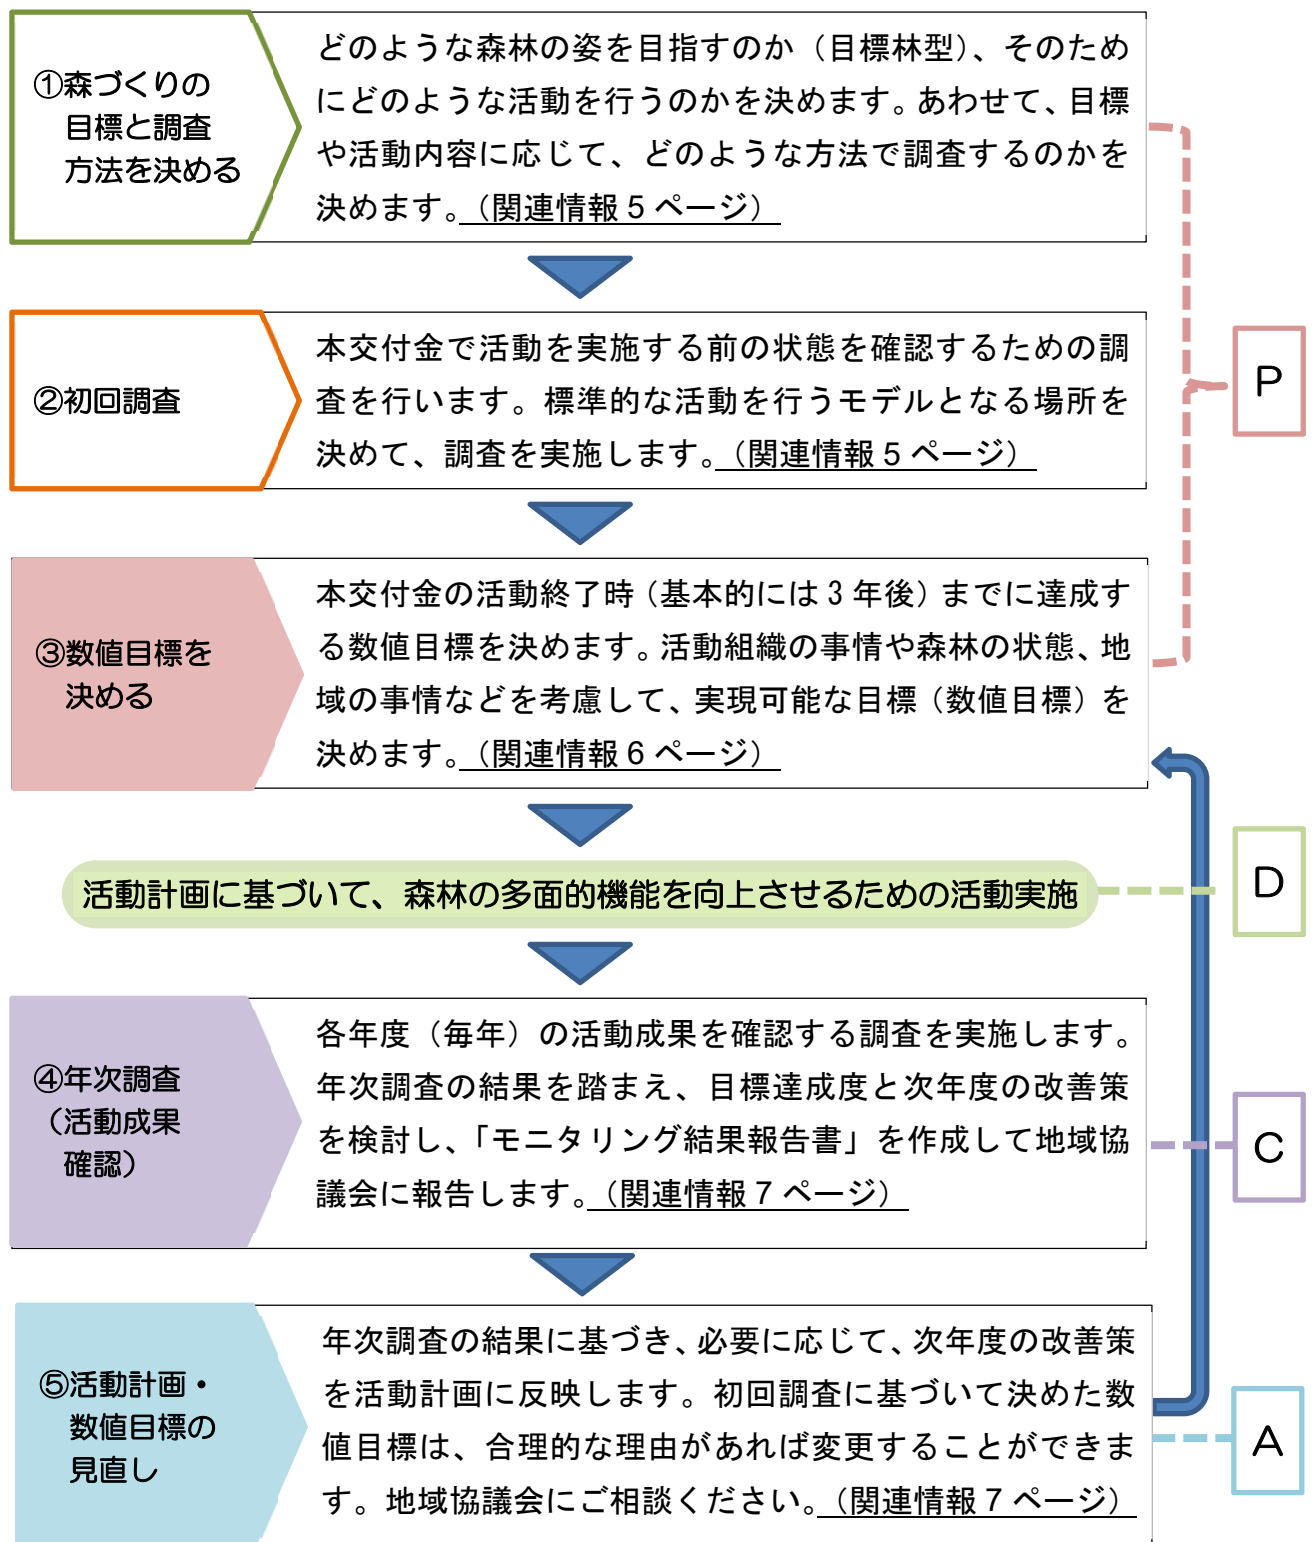 ①森づくりの
目標と調査
方法を決める
どのような森林の姿を目指すのか（目標林型）、そのため
にどのような活動を行うのかを決めます。あわせて、目標
や活動内容に応じて、どのような方法で調査するのかを
決めます。（関連情報５ページ）
②初回調査
本交付金で活動を実施する前の状態を確認するための調
査を行います。標準的な活動を行うモデルとなる場所を
決めて、調査を実施します。（関連情報５ページ）
P
③数値目標を
決める
本交付金の活動終了時（基本的には３年後）までに達成す
る数値目標を決めます。活動組織の事情や森林の状態、地
域の事情などを考慮して、実現可能な目標（数値目標）を
決めます。（関連情報６ページ）
活動計画に基づいて、森林の多面的機能を向上させるための活動実施
D
④年次調査
（活動成果
確認）
各年度（毎年）の活動成果を確認する調査を実施します。
年次調査の結果を踏まえ、目標達成度と次年度の改善策
を検討し、「モニタリング結果報告書」を作成して地域協
議会に報告します。（関連情報７ページ）
C
⑤活動計画・
数値目標の
見直し
年次調査の結果に基づき、必要に応じて、次年度の改善策
を活動計画に反映します。初回調査に基づいて決めた数
値目標は、合理的な理由があれば変更することができま
す。地域協議会にご相談ください。（関連情報７ページ）
A